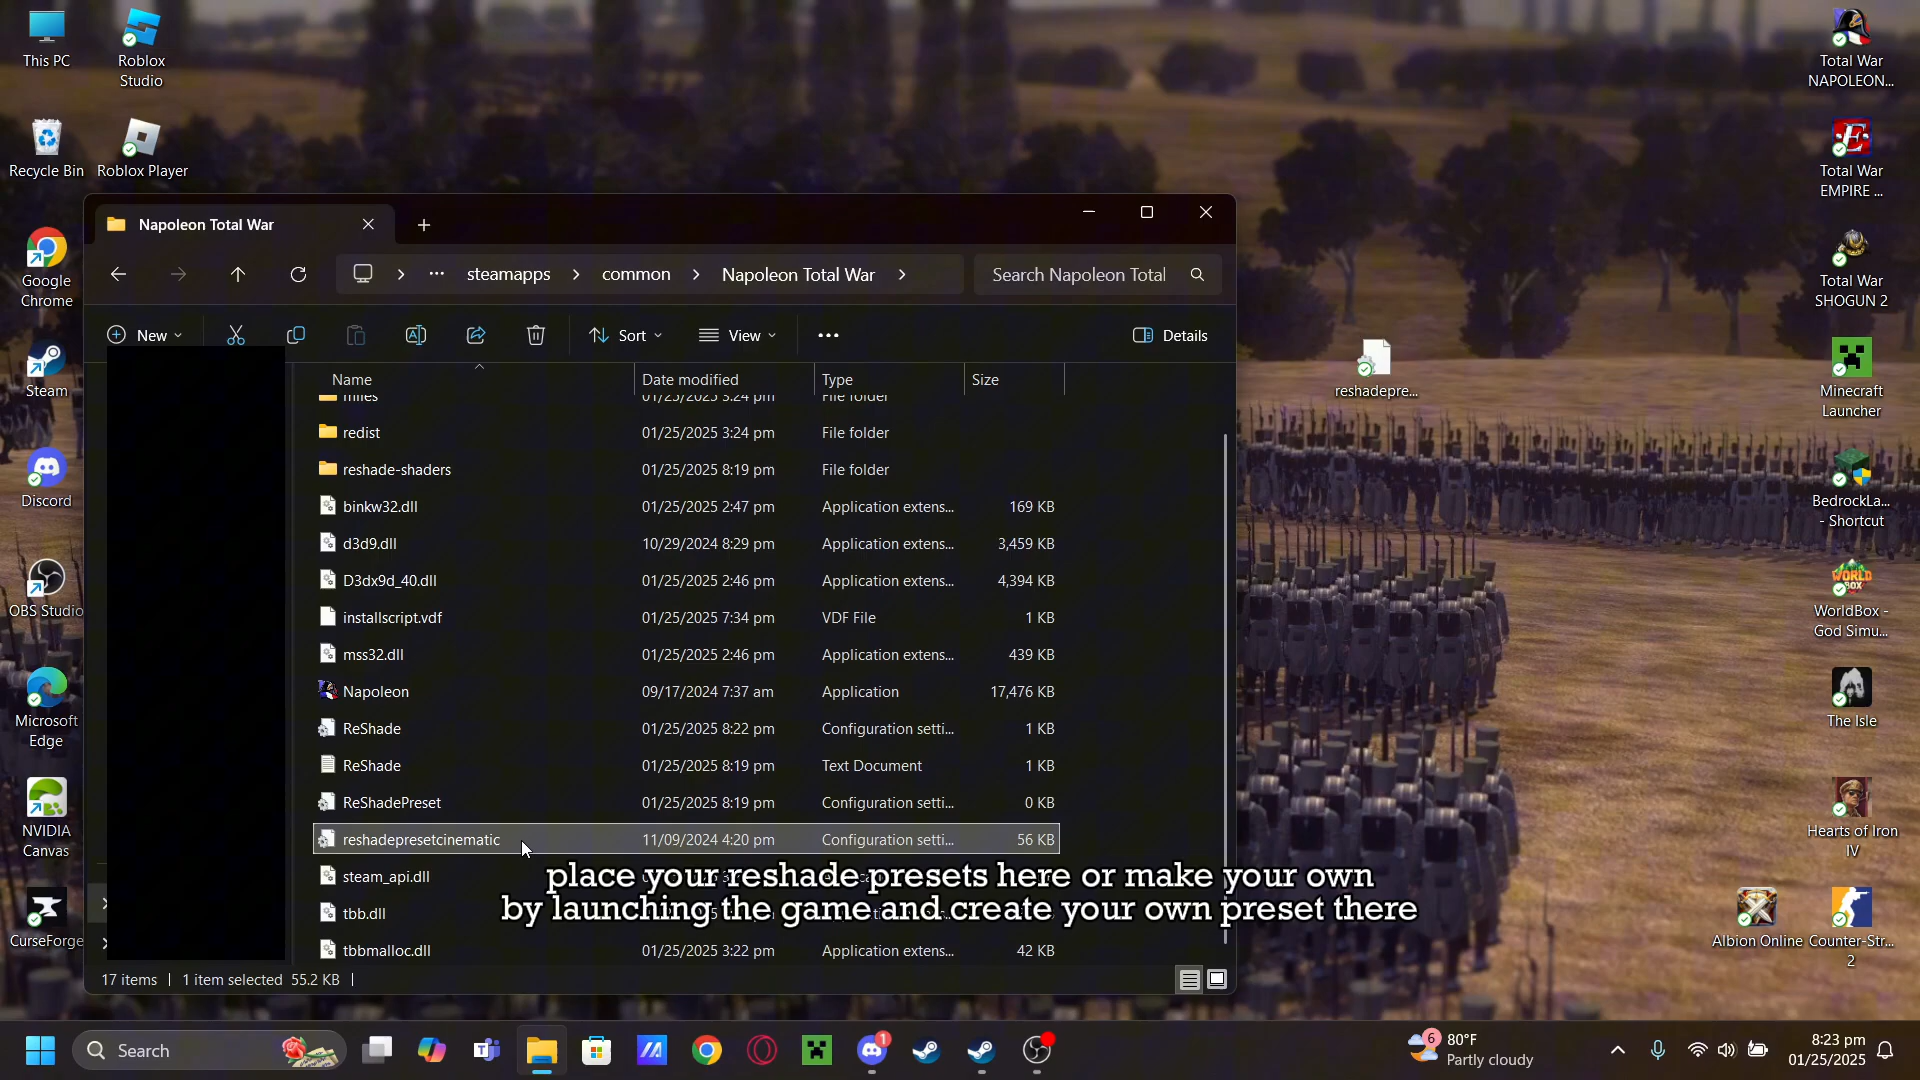 This PC
Roblox
Studio
Recycle Bin
Roblox Player
Google
Chrome
Steam
Discord
OBS Studio
Microsoft
Edge
NVIDIA
Canvas
CurseForge
Total War
NAPOLEON...
Total War
EMPIRE ...
Total War
SHOGUN 2
reshadepre...
Minecraft
Launcher
BedrockLa...
- Shortcut
WORLD
BOX
WorldBox -
God Simu...
The Isle
Hearts of Iron
IV
Albion Online
Counter-Str...
2
Napoleon Total War
steamapps > common > Napoleon Total War >
Search Napoleon Total
New
Sort
View
Details
Name Date modified Type Size
miles 01/25/2025 3:24 pm File folder
redist 01/25/2025 3:24 pm File folder
reshade-shaders 01/25/2025 8:19 pm File folder
binkw32.dll 01/25/2025 2:47 pm Application extens... 169 KB
d3d9.dll 10/29/2024 8:29 pm Application extens... 3,459 KB
D3dx9d_40.dll 01/25/2025 2:46 pm Application extens... 4,394 KB
installscript.vdf 01/25/2025 7:34 pm VDF File 1 KB
mss32.dll 01/25/2025 2:46 pm Application extens... 439 KB
Napoleon 09/17/2024 7:37 am Application 17,476 KB
ReShade 01/25/2025 8:22 pm Configuration setti... 1 KB
ReShade 01/25/2025 8:19 pm Text Document 1 KB
ReShadePreset 01/25/2025 8:19 pm Configuration setti... 0 KB
reshadepresetcinematic 11/09/2024 4:20 pm Configuration setti... 56 KB
steam_api.dll
tbb.dll
tbbmalloc.dll 01/25/2025 3:22 pm Application extens... 42 KB
place your reshade presets here or make your own
by launching the game and create your own preset there
17 items | 1 item selected 55.2 KB |
Search
1
6
80°F
Partly cloudy
8:23 pm
01/25/2025